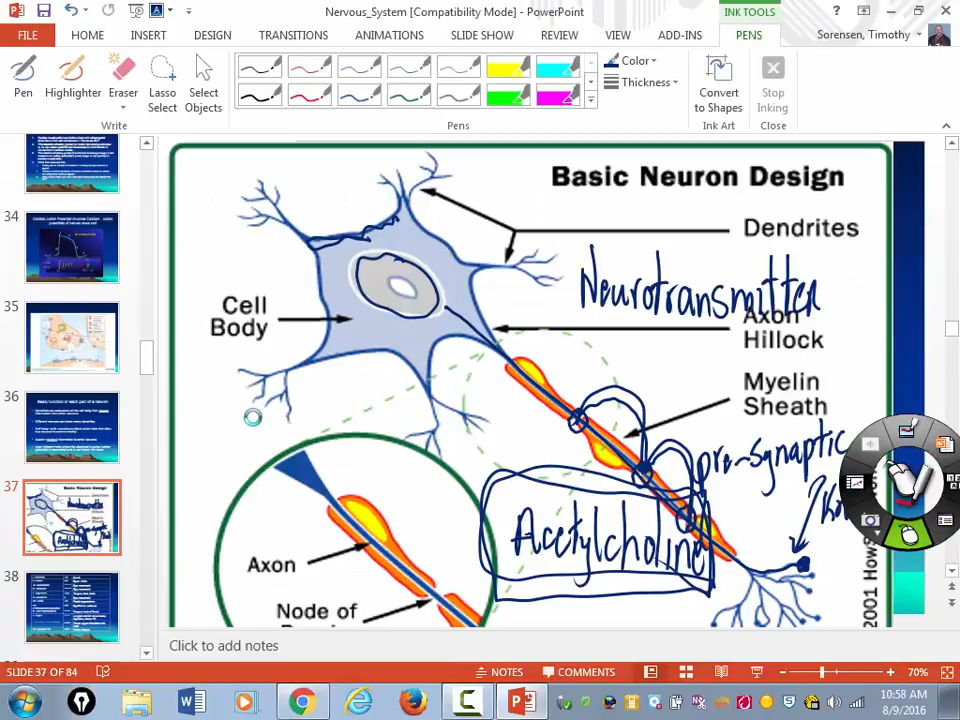 Nervous_System [Compatibility Mode] - PowerPoint
INK TOOLS
FILE
HOME
INSERT
DESIGN
TRANSITIONS
ANIMATIONS
SLIDE SHOW
REVIEW
VIEW
ADD-INS
PENS
Sorensen, Timothy
Pen
Highlighter
Eraser
Lasso Select
Select Objects
Color
Thickness
Convert to Shapes
Stop Inking
Write
Pens
Ink Art
Close
34
35
36
37
38
Basic Neuron Design
Dendrites
Neurotransmitter
Cell
Body
Axon
Hillock
Myelin
Sheath
pre-synaptic
Acetylcholine
Axon
Node of
2001 HowS
Click to add notes
SLIDE 37 OF 84
NOTES
COMMENTS
70%
10:58 AM
8/9/2016